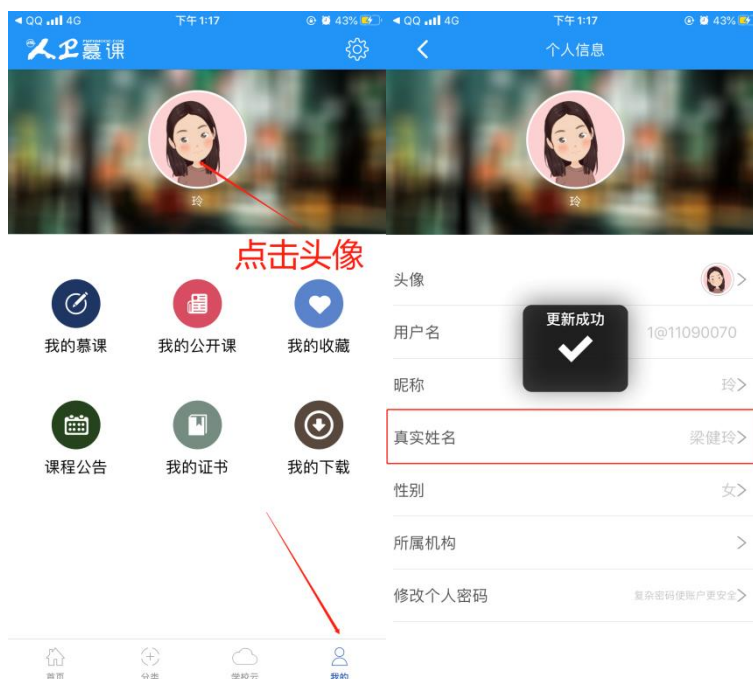 QQ 4G 下午1:17 43%
人卫慕课
玲
点击头像
我的慕课 我的公开课 我的收藏
课程公告 我的证书 我的下载
首页 分类 学校云 我的
QQ 4G 下午1:17 43%
个人信息
玲
头像
更新成功
用户名 1@11090070
昵称 玲
真实姓名 梁健玲
性别 女
所属机构
修改个人密码 复杂密码使账户更安全